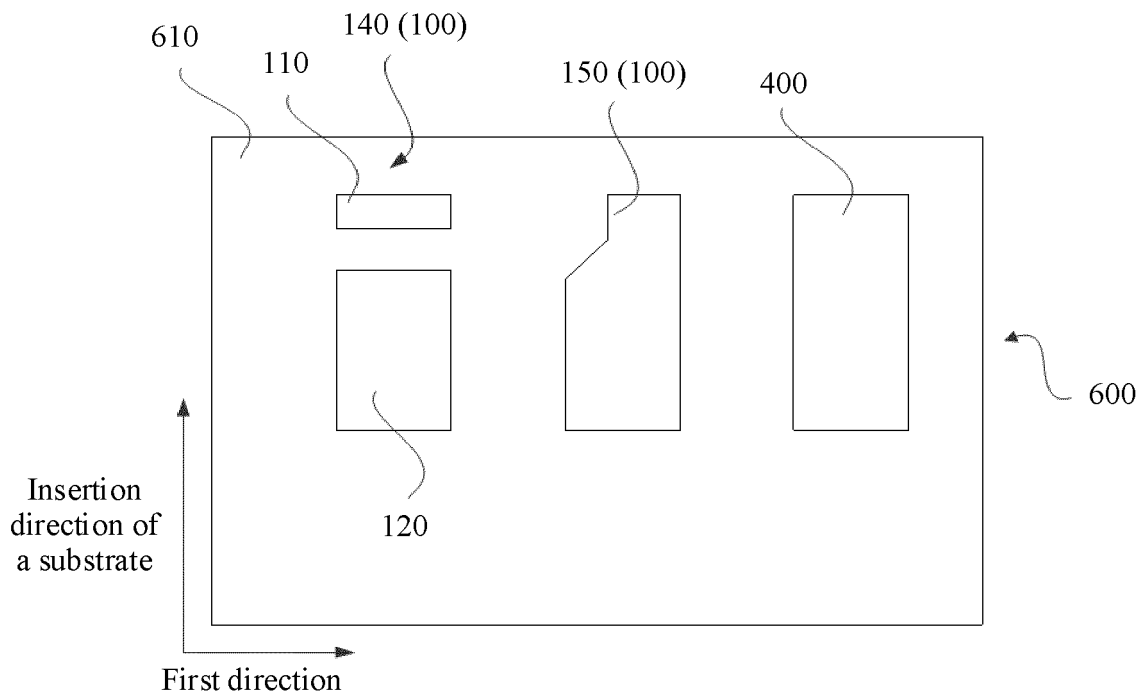 140 (100)
610
110
150 (100)
400
600
120
Insertion
direction of
a substrate
First direction